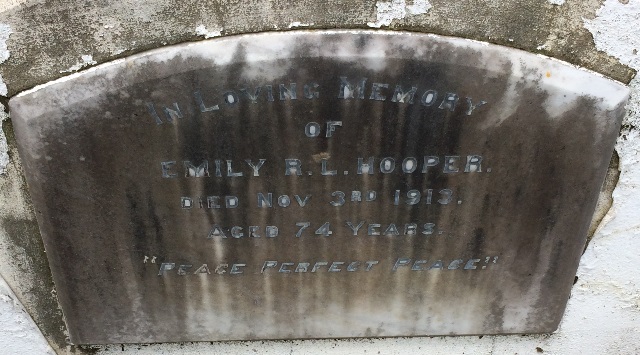 IN LOVING MEMORY
OF
EMILY R. L. HOOPER.
DIED NOV 3RD 1913.
AGED 74 YEARS.
"PEACE PERFECT PEACE."